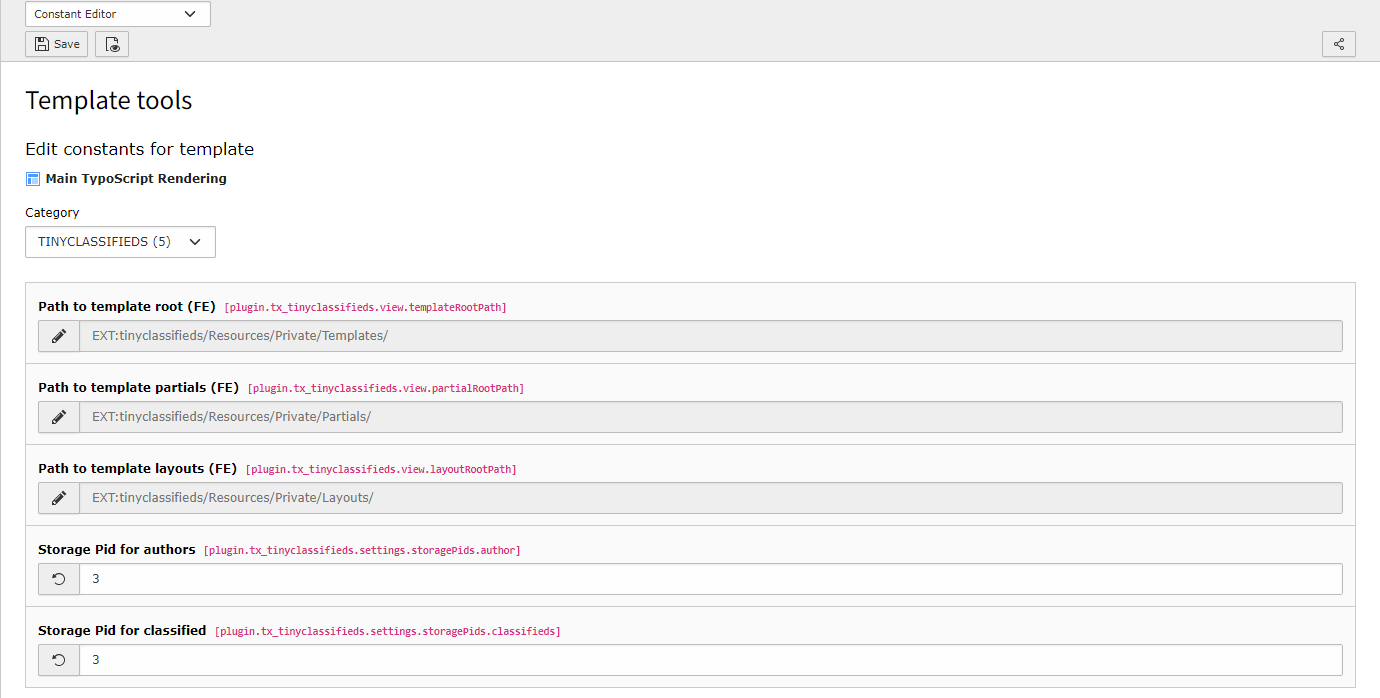 Constant Editor
Save
Template tools
Edit constants for template
Main TypoScript Rendering
Category
TINYCLASSIFIEDS (5)
Path to template root (FE) [plugin.tx_tinyclassifieds.view.templateRootPath]
EXT:tinyclassifieds/Resources/Private/Templates/
Path to template partials (FE) [plugin.tx_tinyclassifieds.view.partialRootPath]
EXT:tinyclassifieds/Resources/Private/Partials/
Path to template layouts (FE) [plugin.tx_tinyclassifieds.view.layoutRootPath]
EXT:tinyclassifieds/Resources/Private/Layouts/
Storage Pid for authors [plugin.tx_tinyclassifieds.settings.storagePids.author]
3
Storage Pid for classified [plugin.tx_tinyclassifieds.settings.storagePids.classifieds]
3